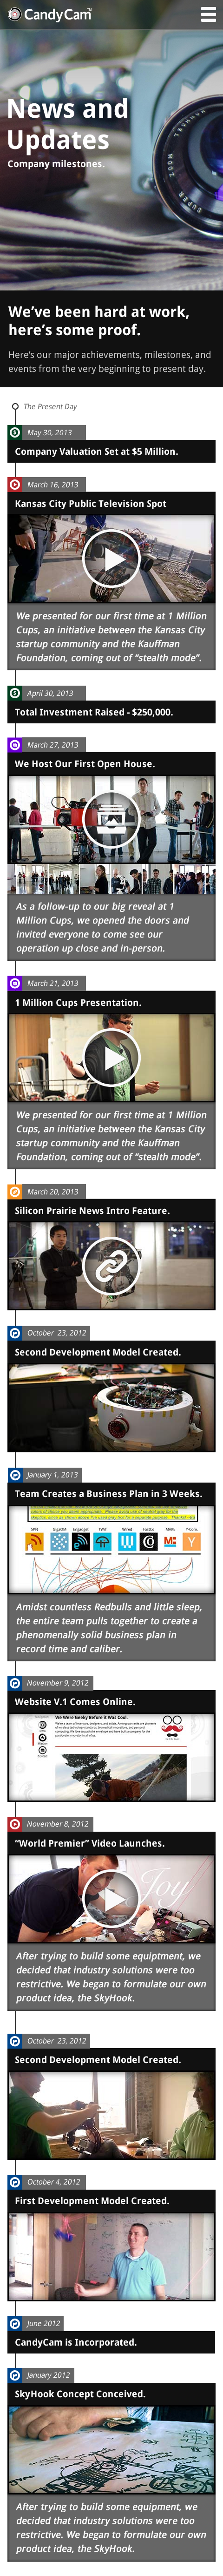 CandyCam™
News and
Updates
Company milestones.
ZOOM
SUPER
We've been hard at work,
here's some proof.
Here's our major achievements, milestones, and
events from the very beginning to present day.
The Present Day
May 30, 2013
Company Valuation Set at $5 Million.
March 16, 2013
Kansas City Public Television Spot
We presented for our first time at 1 Million
Cups, an initiative between the Kansas City
startup community and the Kauffman
Foundation, coming out of "stealth mode".
April 30, 2013
Total Investment Raised - $250,000.
March 27, 2013
We Host Our First Open House.
As a follow-up to our big reveal at 1
Million Cups, we opened the doors and
invited everyone to come see our
operation up close and in-person.
March 21, 2013
1 Million Cups Presentation.
We presented for our first time at 1 Million
Cups, an initiative between the Kansas City
startup community and the Kauffman
Foundation, coming out of "stealth mode".
March 20, 2013
Silicon Prairie News Intro Feature.
October 23, 2012
Second Development Model Created.
January 1, 2013
Team Creates a Business Plan in 3 Weeks.
Amidst countless Redbulls and little sleep,
the entire team pulls together to create a
phenomenally solid business plan in
record time and caliber.
November 9, 2012
Website V.1 Comes Online.
We Were Geeky Before It Was Cool.
November 8, 2012
"World Premier" Video Launches.
Joy
After trying to build some equiptment, we
decided that industry solutions were too
restrictive. We began to formulate our own
product idea, the SkyHook.
October 23, 2012
Second Development Model Created.
October 4, 2012
First Development Model Created.
June 2012
CandyCam is Incorporated.
January 2012
SkyHook Concept Conceived.
After trying to build some equiptment, we
decided that industry solutions were too
restrictive. We began to formulate our own
product idea, the SkyHook.